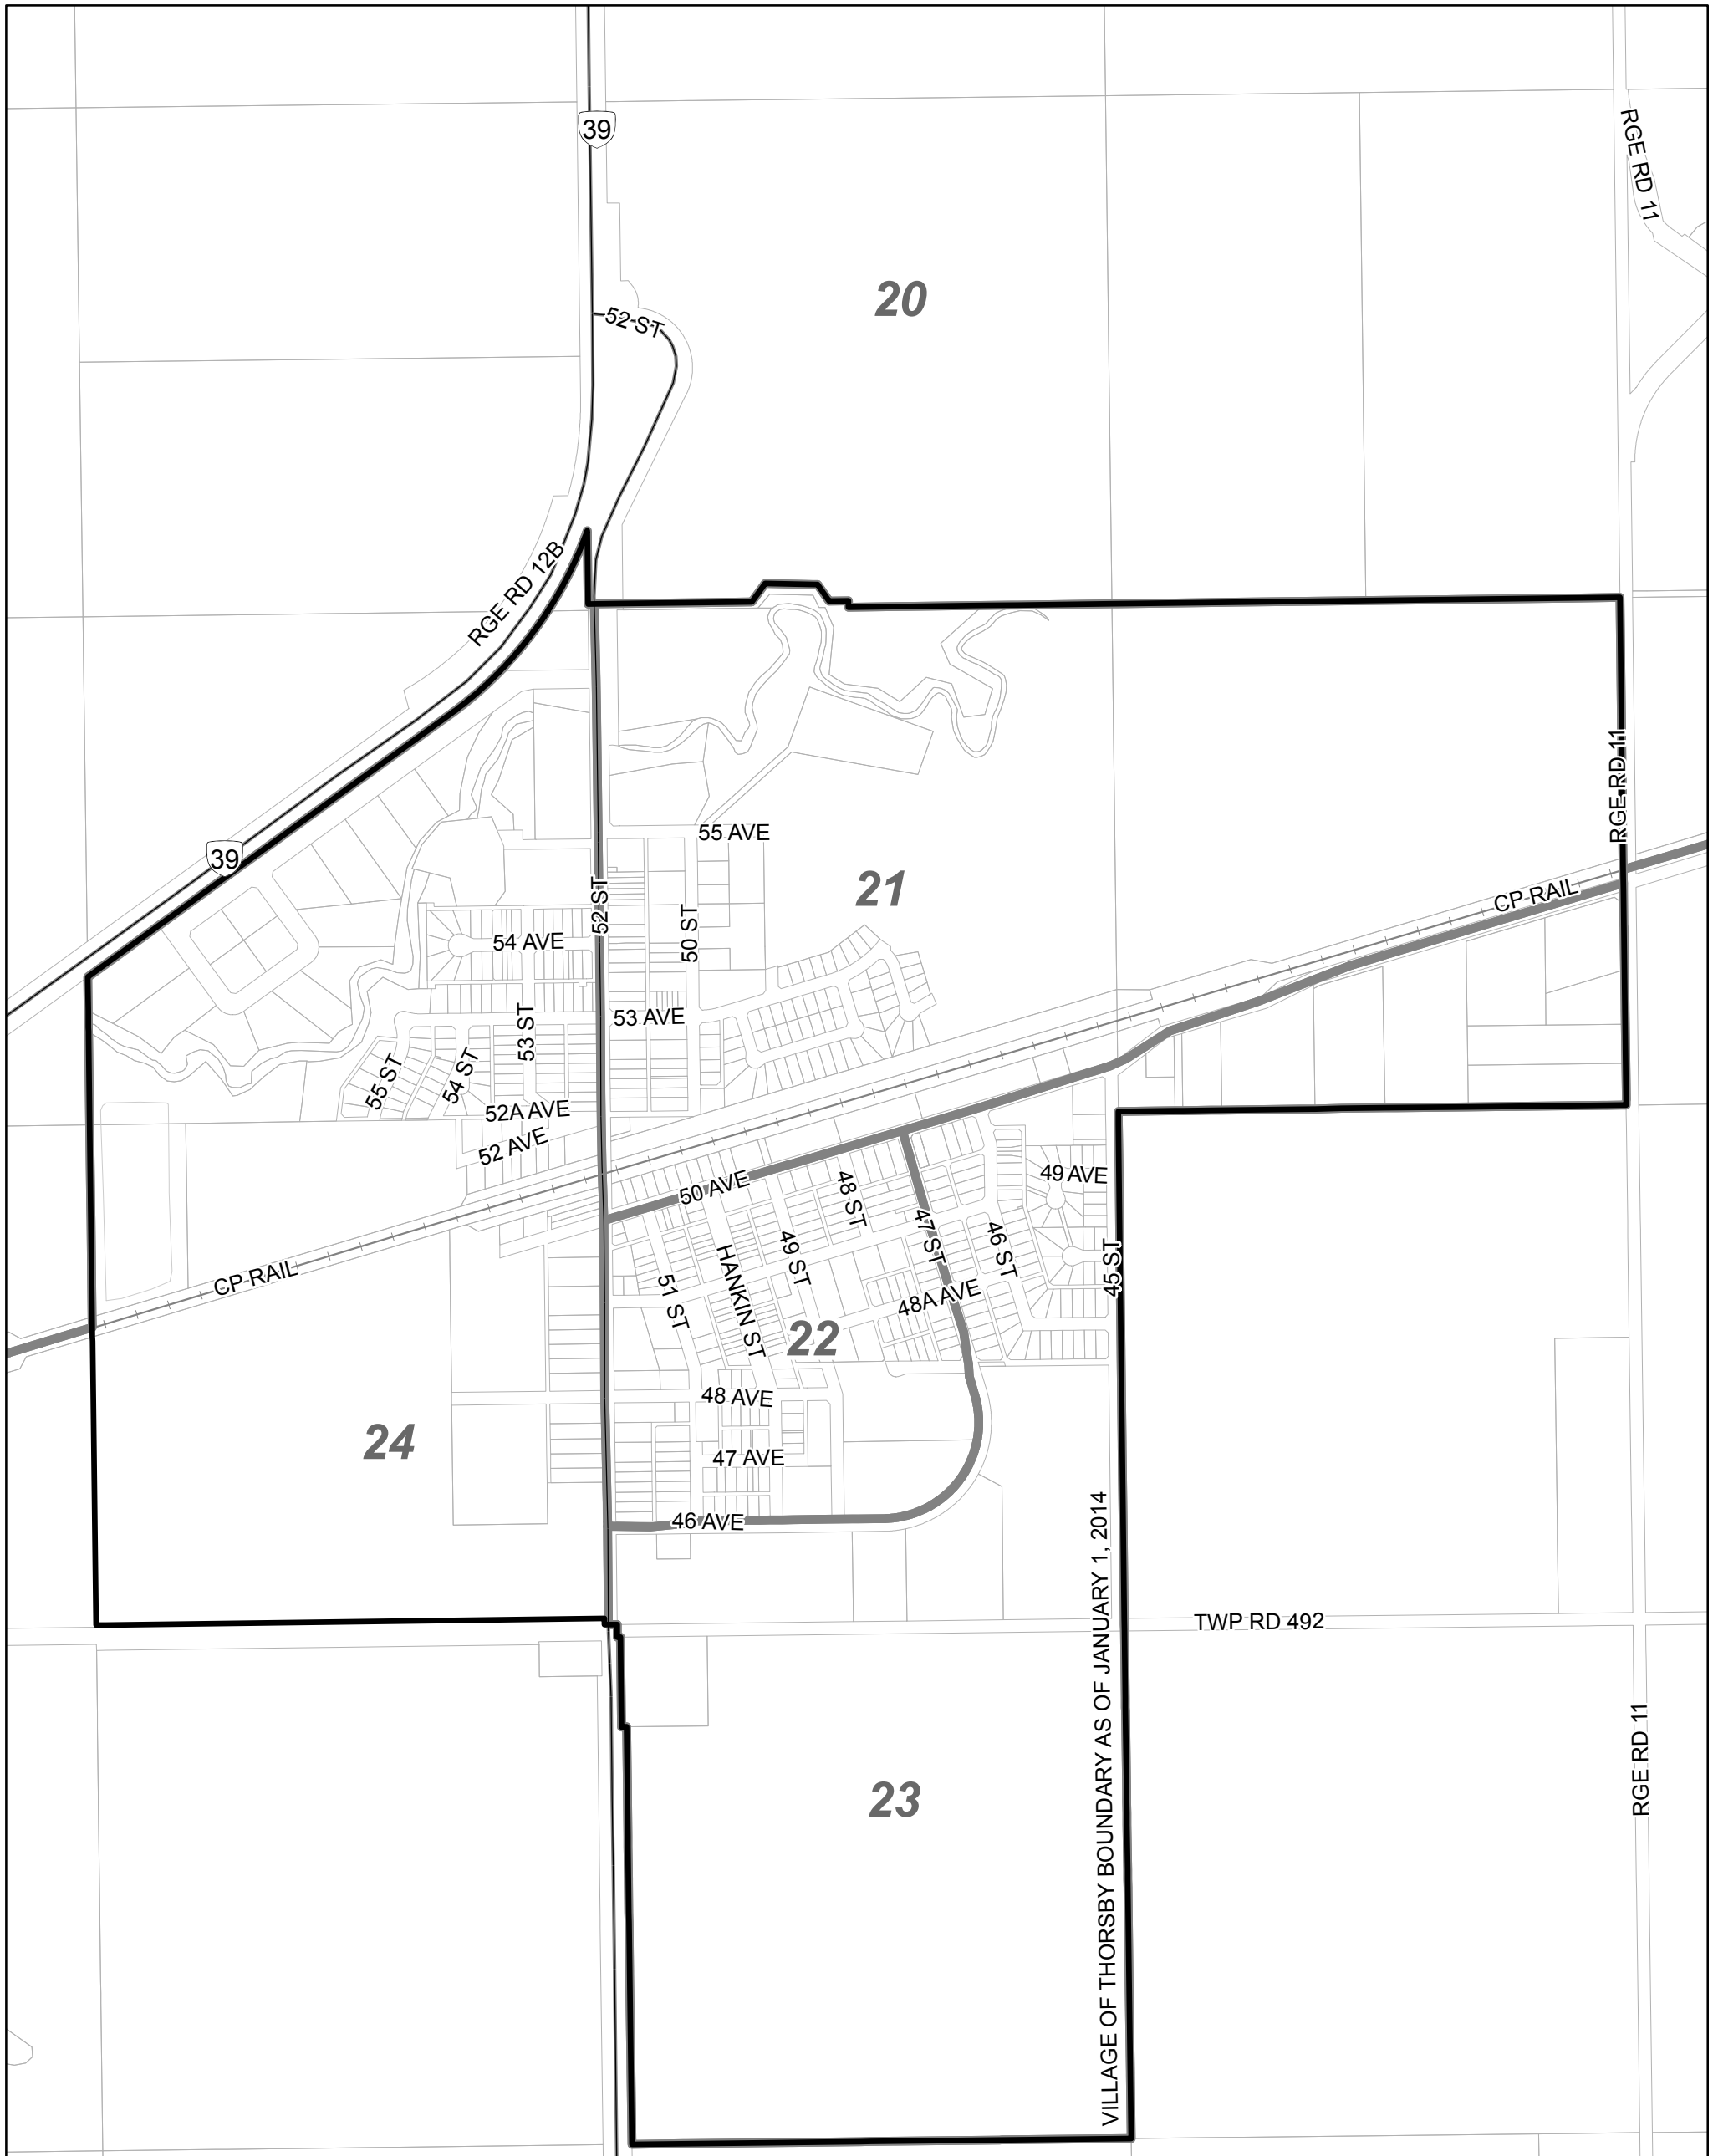 39
RGE RD 11
20
52 ST
RGE RD 12B
RGE RD 11
55 AVE
39
21
52 ST
CP RAIL
50 ST
54 AVE
53 AVE
53 ST
55 ST
54 ST
52A AVE
52 AVE
49 AVE
50 AVE
48 ST
47 ST
46 ST
49 ST
45 ST
CP RAIL
HANKIN ST
51 ST
48A AVE
22
48 AVE
24
47 AVE
46 AVE
TWP RD 492
VILLAGE OF THORSBY BOUNDARY AS OF JANUARY 1, 2014
RGE RD 11
23